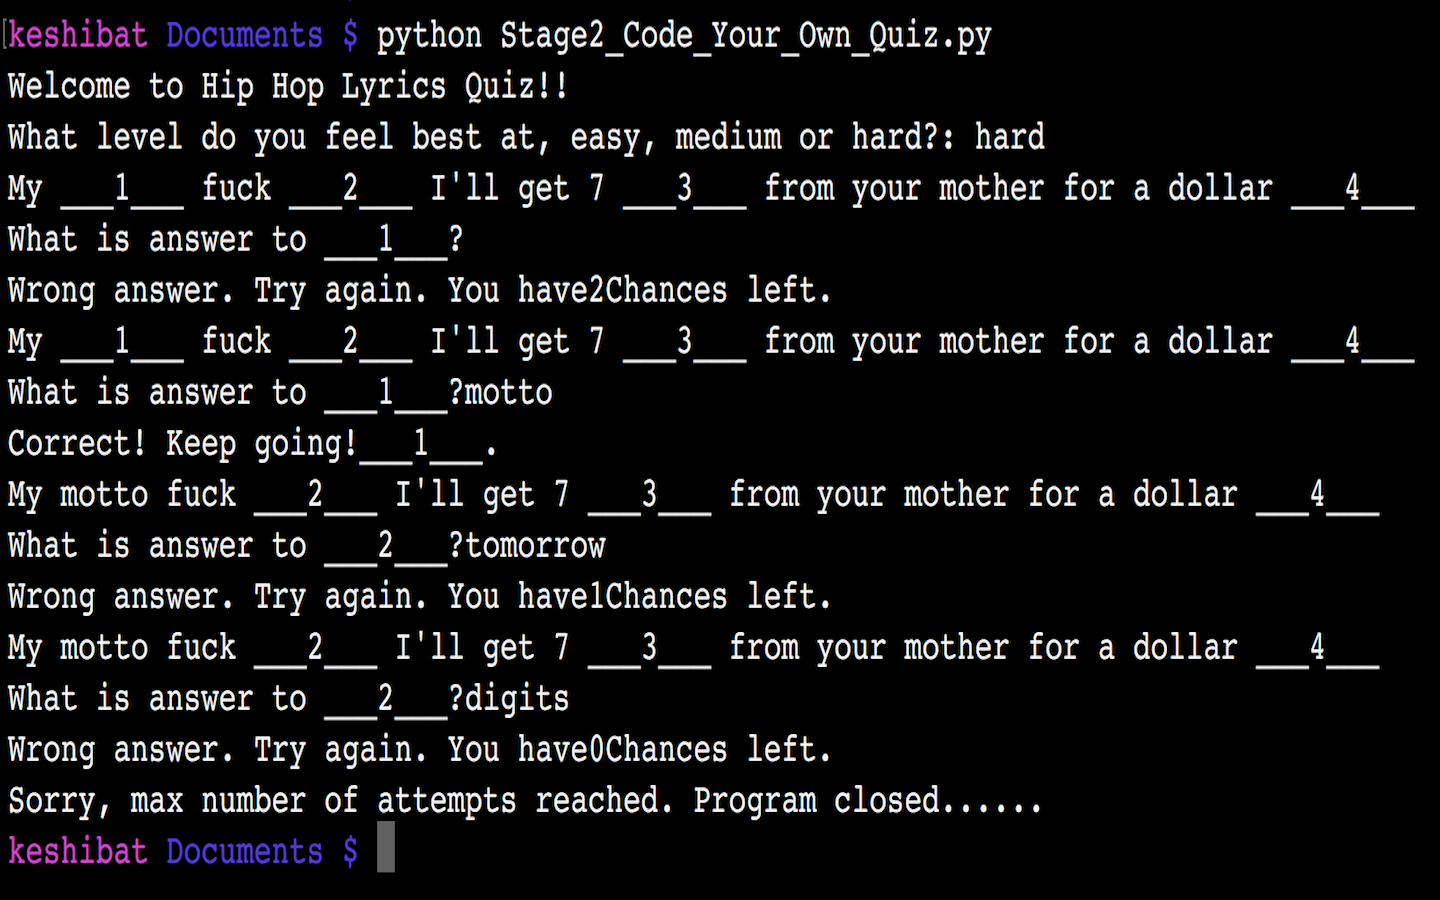 keshibat Documents $ python Stage2_Code_Your_Own_Quiz.py
Welcome to Hip Hop Lyrics Quiz!!
What level do you feel best at, easy, medium or hard?: hard
My ___1___ fuck ___2___ I'll get 7 ___3___ from your mother for a dollar ___4___
What is answer to ___1___?
Wrong answer. Try again. You have2Chances left.
My ___1___ fuck ___2___ I'll get 7 ___3___ from your mother for a dollar ___4___
What is answer to ___1___?motto
Correct! Keep going!___1___.
My motto fuck ___2___ I'll get 7 ___3___ from your mother for a dollar ___4___
What is answer to ___2___?tomorrow
Wrong answer. Try again. You have1Chances left.
My motto fuck ___2___ I'll get 7 ___3___ from your mother for a dollar ___4___
What is answer to ___2___?digits
Wrong answer. Try again. You have0Chances left.
Sorry, max number of attempts reached. Program closed......
keshibat Documents $